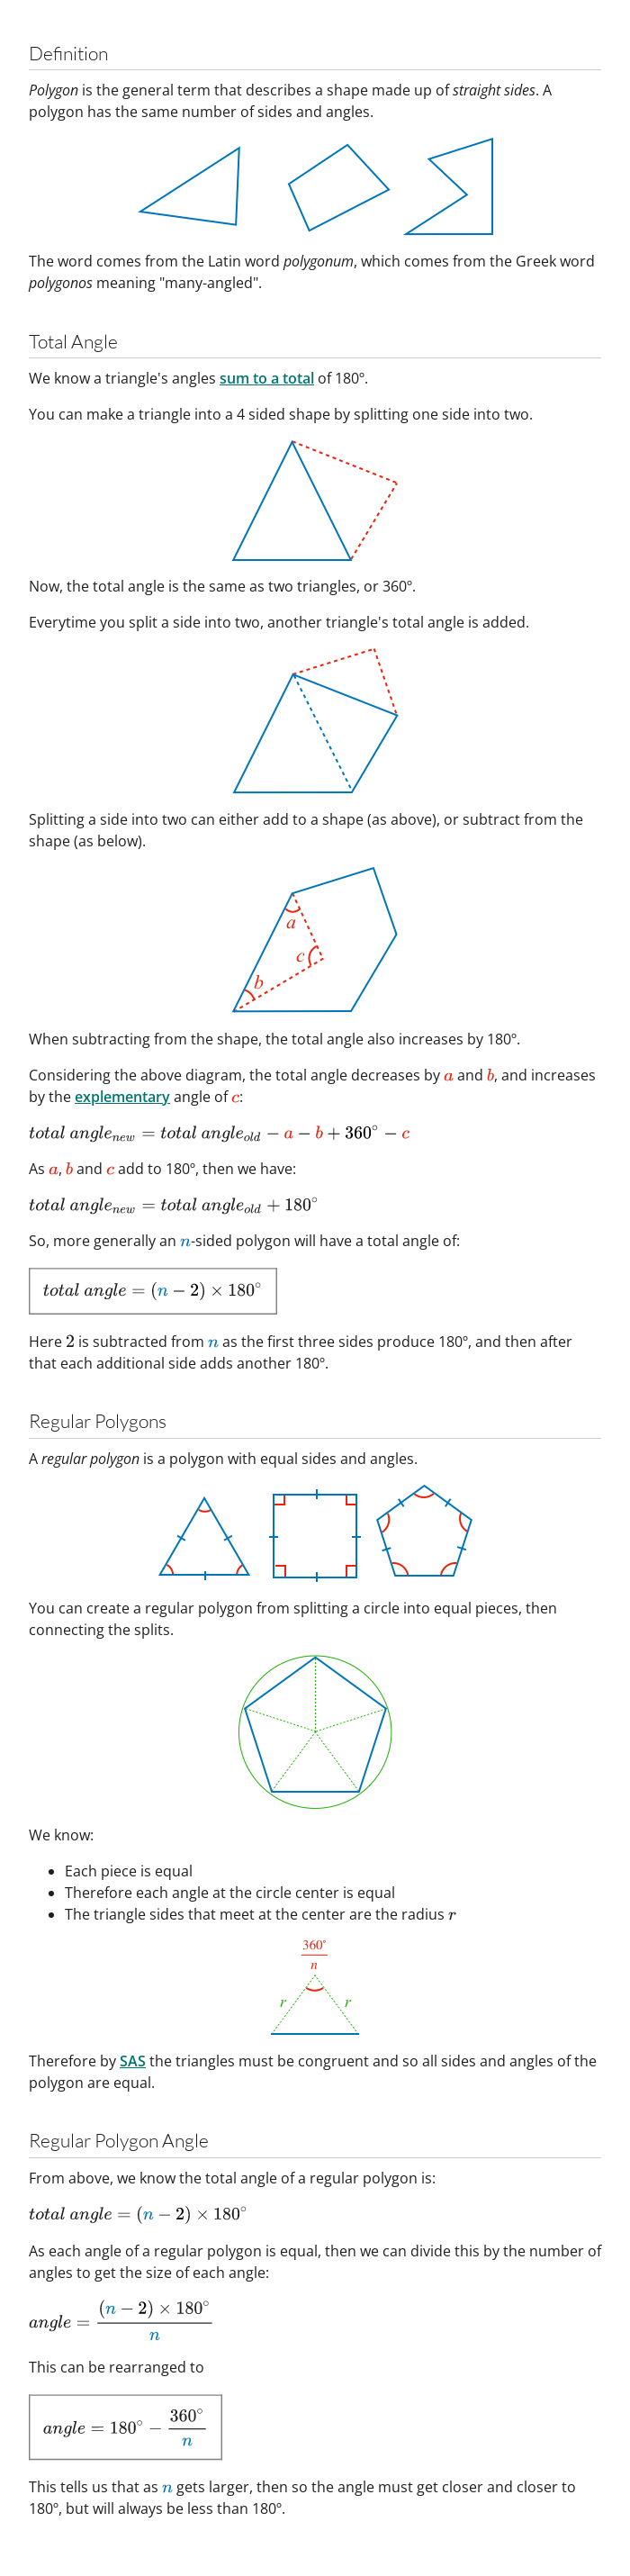 Definition
Polygon is the general term that describes a shape made up of straight sides. A
polygon has the same number of sides and angles.
The word comes from the Latin word polygonum, which comes from the Greek word
polygonos meaning "many-angled".
Total Angle
We know a triangle's angles sum to a total of 180°.
You can make a triangle into a 4 sided shape by splitting one side into two.
Now, the total angle is the same as two triangles, or 360°.
Everytime you split a side into two, another triangle's total angle is added.
Splitting a side into two can either add to a shape (as above), or subtract from the
shape (as below).
a
c
b
When subtracting from the shape, the total angle also increases by 180°.
Considering the above diagram, the total angle decreases by a and b, and increases
by the explementary angle of c:
total angle_new = total angle_old − a − b + 360° − c
As a, b and c add to 180°, then we have:
total angle_new = total angle_old + 180°
So, more generally an n-sided polygon will have a total angle of:
total angle = (n − 2) × 180°
Here 2 is subtracted from n as the first three sides produce 180°, and then after
that each additional side adds another 180°.
Regular Polygons
A regular polygon is a polygon with equal sides and angles.
You can create a regular polygon from splitting a circle into equal pieces, then
connecting the splits.
We know:
• Each piece is equal
• Therefore each angle at the circle center is equal
• The triangle sides that meet at the center are the radius r
360°
n
r r
Therefore by SAS the triangles must be congruent and so all sides and angles of the
polygon are equal.
Regular Polygon Angle
From above, we know the total angle of a regular polygon is:
total angle = (n − 2) × 180°
As each angle of a regular polygon is equal, then we can divide this by the number of
angles to get the size of each angle:
angle = (n − 2) × 180° / n
This can be rearranged to
angle = 180° − 360° / n
This tells us that as n gets larger, then so the angle must get closer and closer to
180°, but will always be less than 180°.